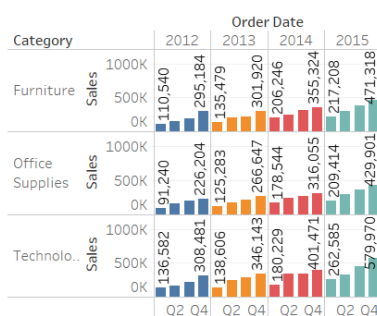 Order Date
Category 2012 2013 2014 2015
Furniture
Sales
1000K
500K
0K
110,540 295,184 135,479 301,920 206,246 355,324 217,208 471,318
Office
Supplies
Sales
1000K
500K
0K
91,240 226,204 125,283 266,647 178,544 316,055 209,414 429,901
Technolo..
Sales
1000K
500K
0K
136,582 308,481 138,606 346,143 180,229 401,471 262,585 579,970
Q2 Q4 Q2 Q4 Q2 Q4 Q2 Q4